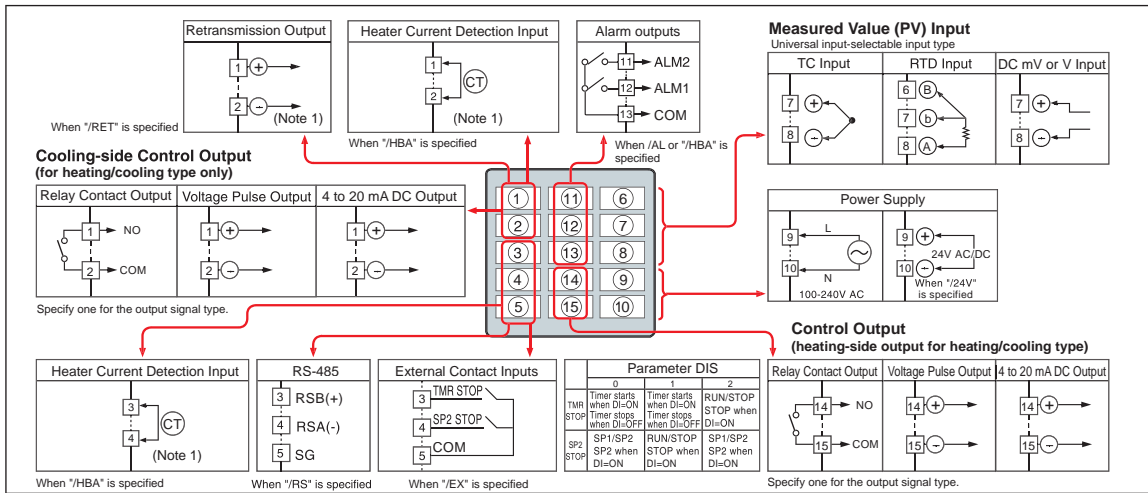 Retransmission Output
1 +
2 −
(Note 1)
When "/RET" is specified
Heater Current Detection Input
1
CT
2
(Note 1)
When "/HBA" is specified
Alarm outputs
11 ALM2
12 ALM1
13 COM
When /AL or "/HBA" is
specified
Measured Value (PV) Input
Universal input-selectable input type
TC Input
7 +
8 −
RTD Input
6 B
7 b
8 A
DC mV or V Input
7 +
8 −
Cooling-side Control Output
(for heating/cooling type only)
Relay Contact Output
1 NO
2 COM
Voltage Pulse Output
1 +
2 −
4 to 20 mA DC Output
1 +
2 −
Specify one for the output signal type.
1 11 6
2 12 7
3 13 8
4 14 9
5 15 10
Power Supply
9 L
10 N
100-240V AC
9 +
24V AC/DC
10 −
When "/24V"
is specified
Heater Current Detection Input
3
CT
4
(Note 1)
When "/HBA" is specified
RS-485
3 RSB(+)
4 RSA(-)
5 SG
When "/RS" is specified
External Contact Inputs
3 TMR STOP
4 SP2 STOP
5 COM
When "/EX" is specified
Parameter DIS
0 1 2
TMR
STOP
Timer starts
when DI=ON
Timer stops
when DI=OFF
Timer starts
when DI=ON
Timer stops
when DI=OFF
RUN/STOP
STOP when
DI=ON
SP2
STOP
SP1/SP2
SP2 when
DI=ON
RUN/STOP
STOP when
DI=ON
SP1/SP2
SP2 when
DI=ON
Control Output
(heating-side output for heating/cooling type)
Relay Contact Output
14 NO
15 COM
Voltage Pulse Output
14 +
15 −
4 to 20 mA DC Output
14 +
15 −
Specify one for the output signal type.